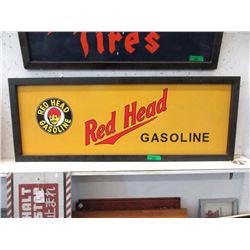 Tires
RED HEAD
GASOLINE
Red Head
GASOLINE